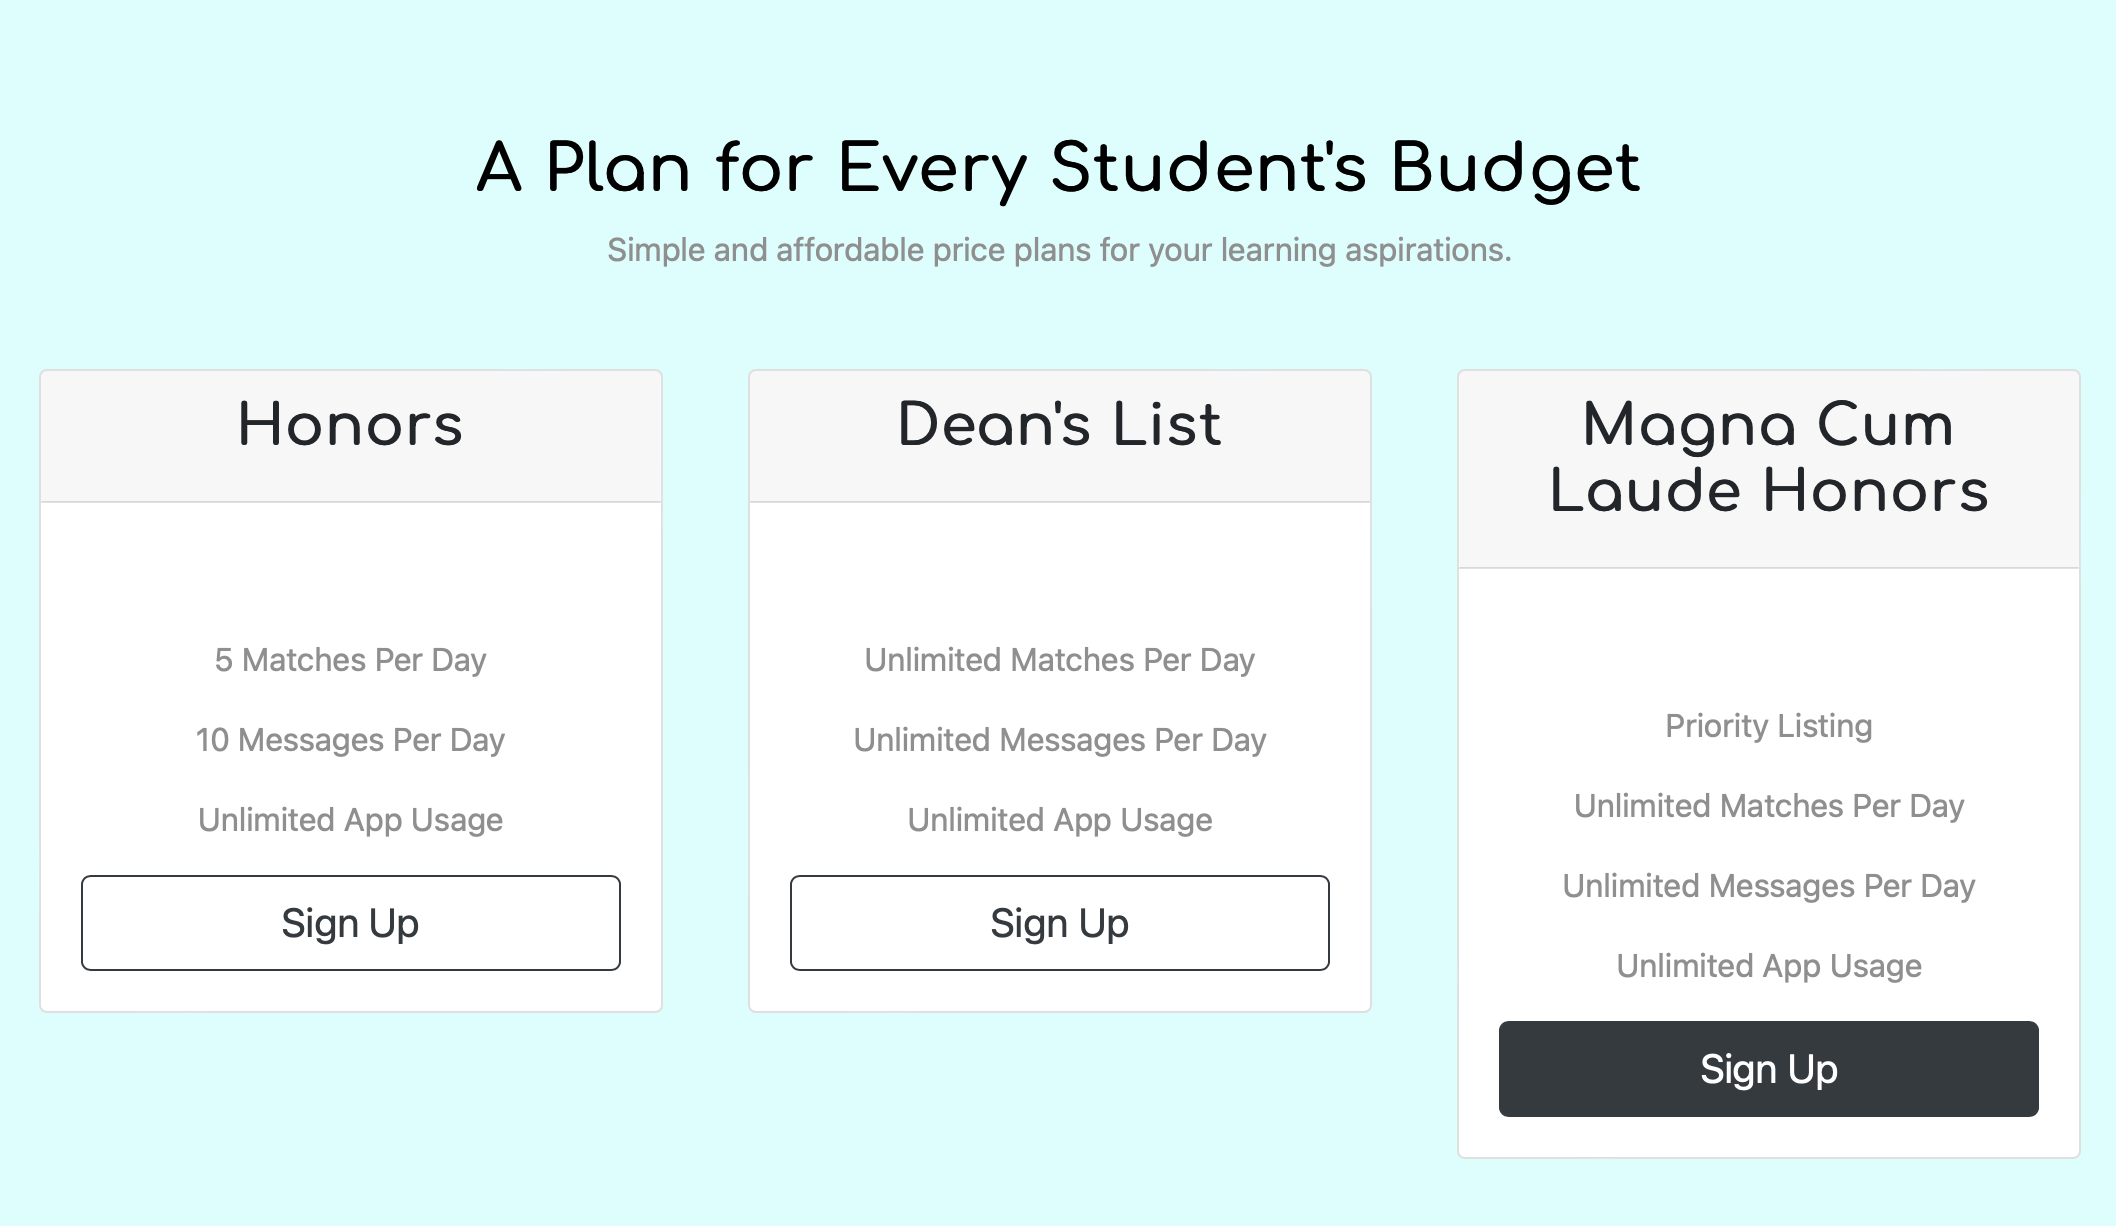 A Plan for Every Student's Budget
Simple and affordable price plans for your learning aspirations.
Honors
5 Matches Per Day
10 Messages Per Day
Unlimited App Usage
Sign Up
Dean's List
Unlimited Matches Per Day
Unlimited Messages Per Day
Unlimited App Usage
Sign Up
Magna Cum
Laude Honors
Priority Listing
Unlimited Matches Per Day
Unlimited Messages Per Day
Unlimited App Usage
Sign Up